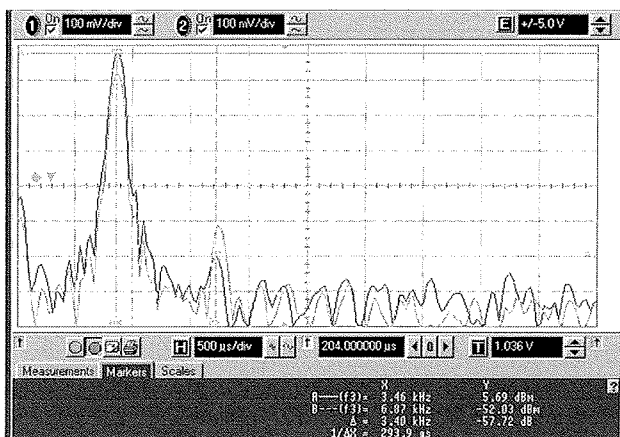 1 On 100 mV/div 2 On 100 mV/div E +/-5.0 V
H 500 µs/div 204.000000 µs 0 T 1.036 V
Measurements Markers Scales
X Y ?
A──(f3)= 3.46 kHz 5.69 dBm
B---(f3)= 6.87 kHz -52.03 dBm
Δ = 3.40 kHz -57.72 dB
1/ΔX = 293.9 µs